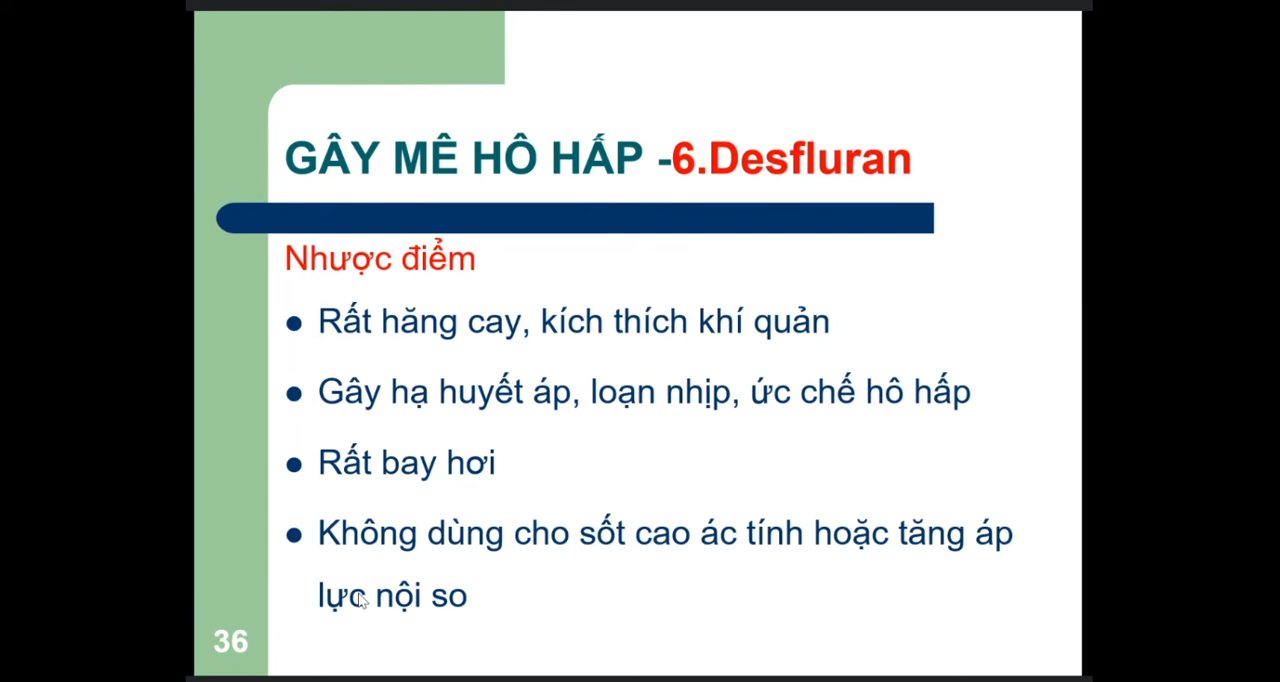 GÂY MÊ HÔ HẤP -6.Desfluran
Nhược điểm
● Rất hăng cay, kích thích khí quản
● Gây hạ huyết áp, loạn nhịp, ức chế hô hấp
● Rất bay hơi
● Không dùng cho sốt cao ác tính hoặc tăng áp
lực nội so
36